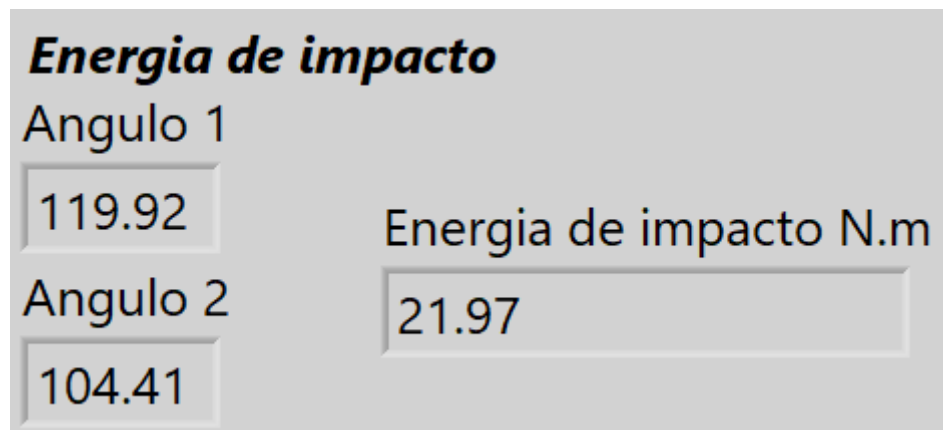 Energia de impacto
Angulo 1
119.92
Energia de impacto N.m
21.97
Angulo 2
104.41